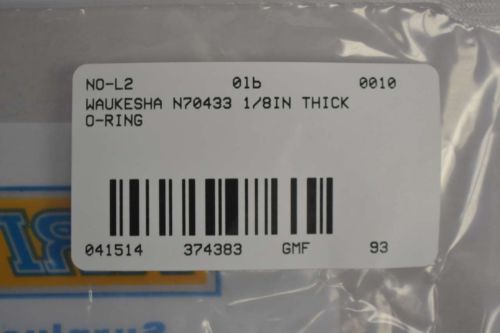 NO-L2 01b 0010
WAUKESHA N70433 1/8IN THICK
O-RING
041514 374383 GMF 93